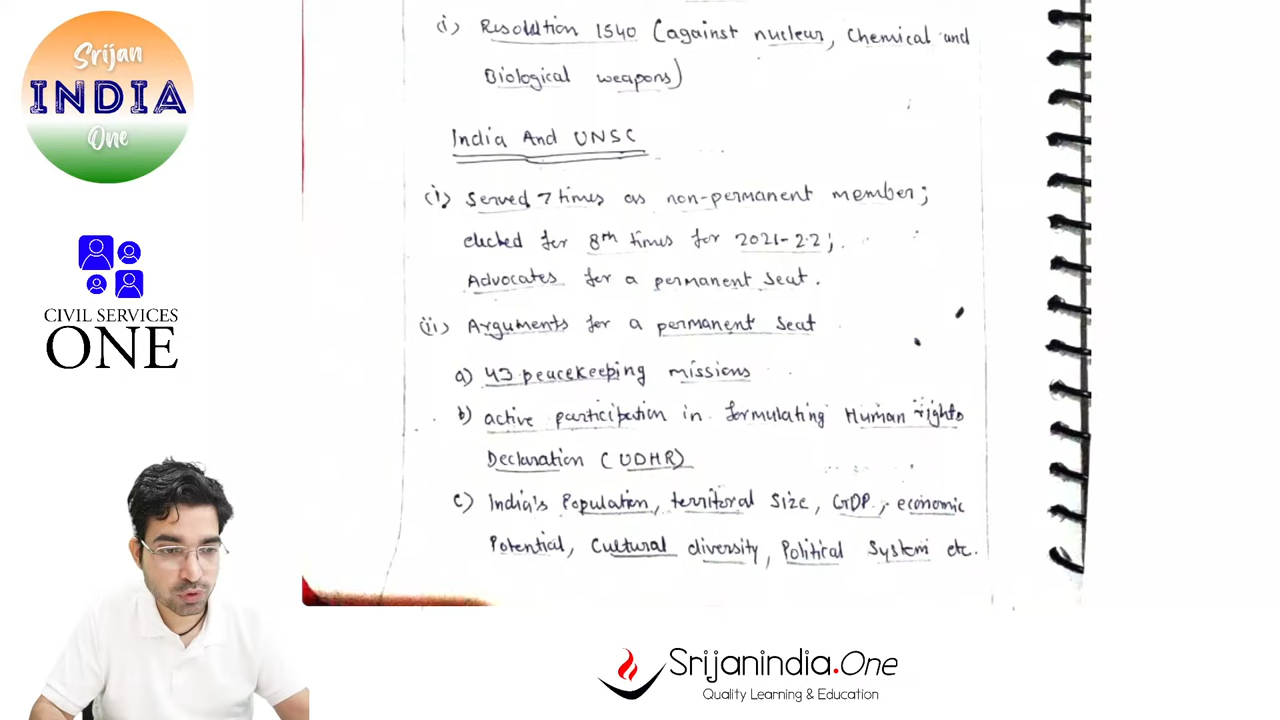 Srijan
INDIA
One
CIVIL SERVICES
ONE
(i) Resolution 1540 (against nuclear, Chemical and
Biological weapons)
India And UNSC
(i) Served 7 times as non-permanent member;
elected for 8th times for 2021-22;
Advocates for a permanent seat.
(ii) Arguments for a permanent seat
a) 43 peacekeeping missions
b) active participation in formulating Human rights
Declaration (UDHR)
c) India's Population, territoral Size, GDP, economic
Potential, Cultural diversity, Political System etc.
Srijanindia.One
Quality Learning & Education